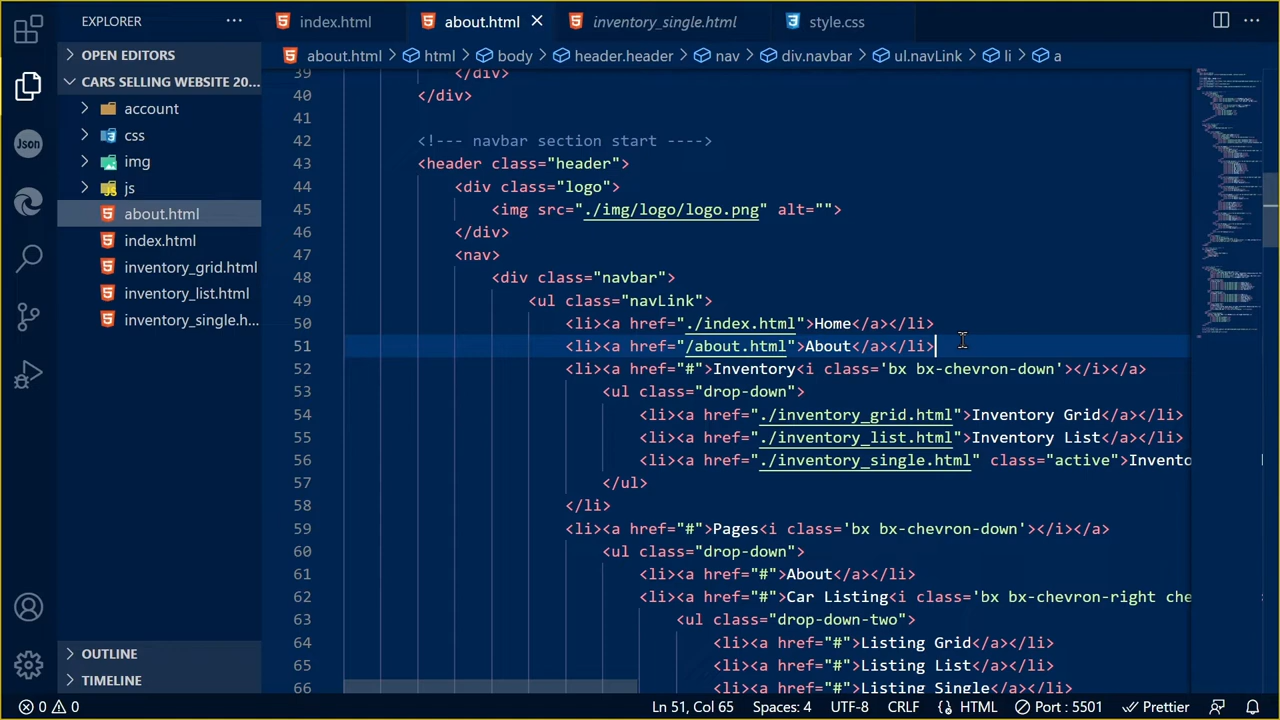 EXPLORER ···
index.html about.html inventory_single.html style.css
OPEN EDITORS
CARS SELLING WEBSITE 20...
account
css
img
js
about.html
index.html
inventory_grid.html
inventory_list.html
inventory_single.h...
OUTLINE
TIMELINE
Json
about.html > html > body > header.header > nav > div.navbar > ul.navLink > li > a
39 </div>
40 </div>
41
42 <!--- navbar section start ---->
43 <header class="header">
44 <div class="logo">
45 <img src="./img/logo/logo.png" alt="">
46 </div>
47 <nav>
48 <div class="navbar">
49 <ul class="navLink">
50 <li><a href="./index.html">Home</a></li>
51 <li><a href="/about.html">About</a></li>
52 <li><a href="#">Inventory<i class='bx bx-chevron-down'></i></a>
53 <ul class="drop-down">
54 <li><a href="./inventory_grid.html">Inventory Grid</a></li>
55 <li><a href="./inventory_list.html">Inventory List</a></li>
56 <li><a href="./inventory_single.html" class="active">Invento
57 </ul>
58 </li>
59 <li><a href="#">Pages<i class='bx bx-chevron-down'></i></a>
60 <ul class="drop-down">
61 <li><a href="#">About</a></li>
62 <li><a href="#">Car Listing<i class='bx bx-chevron-right che
63 <ul class="drop-down-two">
64 <li><a href="#">Listing Grid</a></li>
65 <li><a href="#">Listing List</a></li>
66 <li><a href="#">Listing Single</a></li>
0 0 Ln 51, Col 65 Spaces: 4 UTF-8 CRLF HTML Port : 5501 Prettier